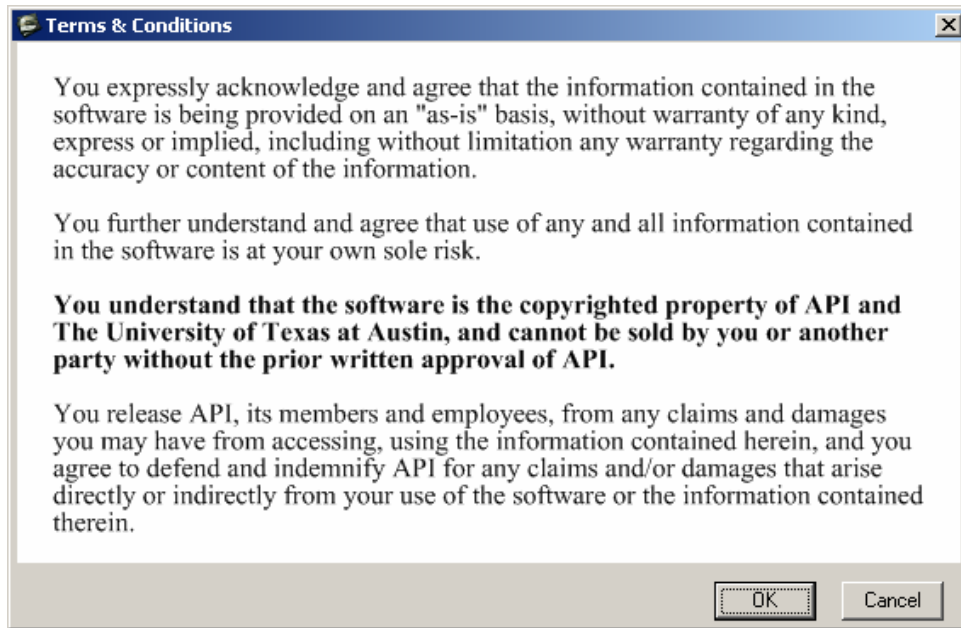 Terms & Conditions
You expressly acknowledge and agree that the information contained in the
software is being provided on an "as-is" basis, without warranty of any kind,
express or implied, including without limitation any warranty regarding the
accuracy or content of the information.
You further understand and agree that use of any and all information contained
in the software is at your own sole risk.
You understand that the software is the copyrighted property of API and
The University of Texas at Austin, and cannot be sold by you or another
party without the prior written approval of API.
You release API, its members and employees, from any claims and damages
you may have from accessing, using the information contained herein, and you
agree to defend and indemnify API for any claims and/or damages that arise
directly or indirectly from your use of the software or the information contained
therein.
OK Cancel